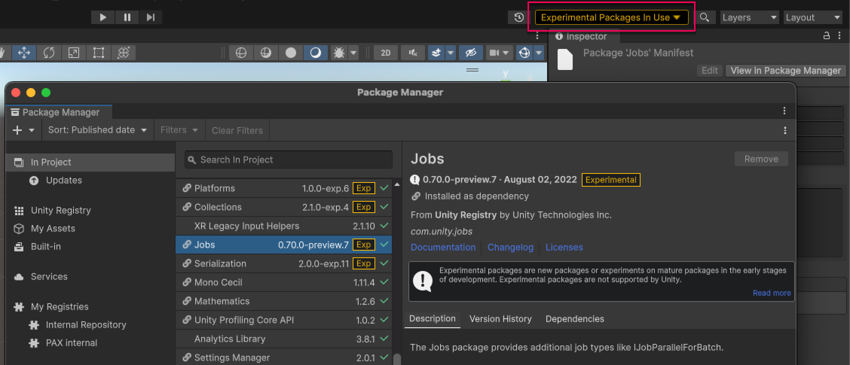 Experimental Packages In Use
Layers
Layout
2D
Inspector
Package 'Jobs' Manifest
Edit
View in Package Manager
Package Manager
Package Manager
Sort: Published date
Filters
Clear Filters
In Project
Updates
Unity Registry
My Assets
Built-in
Services
My Registries
Internal Repository
PAX internal
Search In Project
Platforms 1.0.0-exp.6 Exp
Collections 2.1.0-exp.4 Exp
XR Legacy Input Helpers 2.1.10
Jobs 0.70.0-preview.7 Exp
Serialization 2.0.0-exp.11 Exp
Mono Cecil 1.11.4
Mathematics 1.2.6
Unity Profiling Core API 1.0.2
Analytics Library 3.8.1
Settings Manager 2.0.1
Jobs
Remove
0.70.0-preview.7 · August 02, 2022 Experimental
Installed as dependency
From Unity Registry by Unity Technologies Inc.
com.unity.jobs
Documentation Changelog Licenses
Experimental packages are new packages or experiments on mature packages in the early stages
of development. Experimental packages are not supported by Unity.
Read more
Description Version History Dependencies
The Jobs package provides additional job types like IJobParallelForBatch.